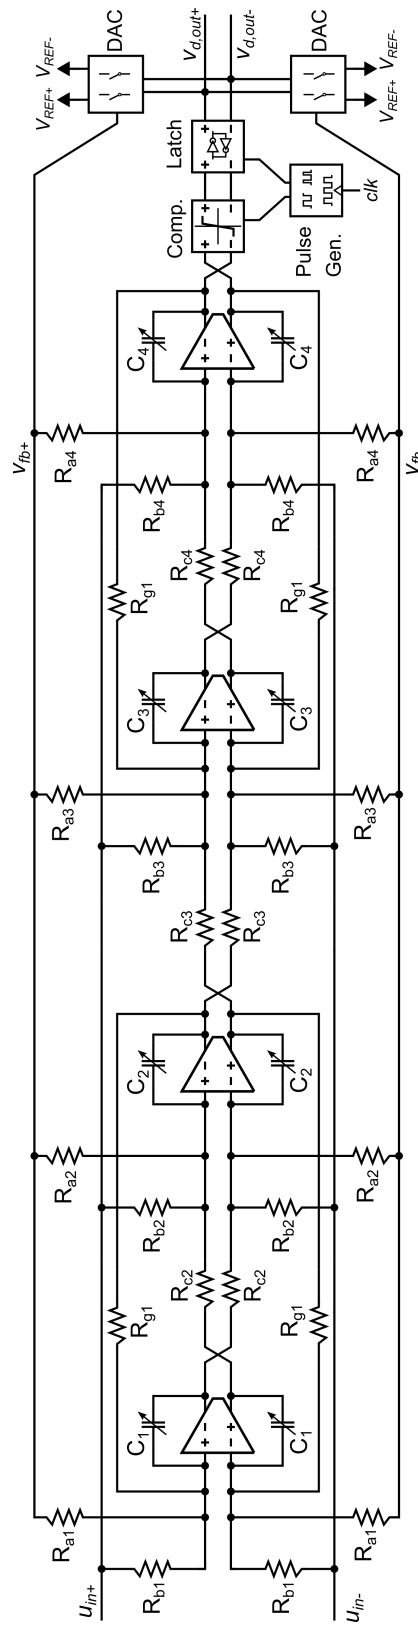 v_fb+
V_REF+
V_REF-
DAC
R_a1
R_a2
R_a3
R_a4
u_in+
R_b1
C_1
R_g1
R_b2
C_2
R_b3
C_3
R_g1
R_b4
C_4
R_c2
R_c3
R_c4
Comp.
Latch
v_d,out+
v_d,out-
R_c2
R_c3
R_c4
R_b1
C_1
R_g1
R_b2
C_2
R_b3
C_3
R_g1
R_b4
C_4
Pulse
Gen.
clk
DAC
u_in-
R_a1
R_a2
R_a3
R_a4
v_fb
V_REF+
V_REF-